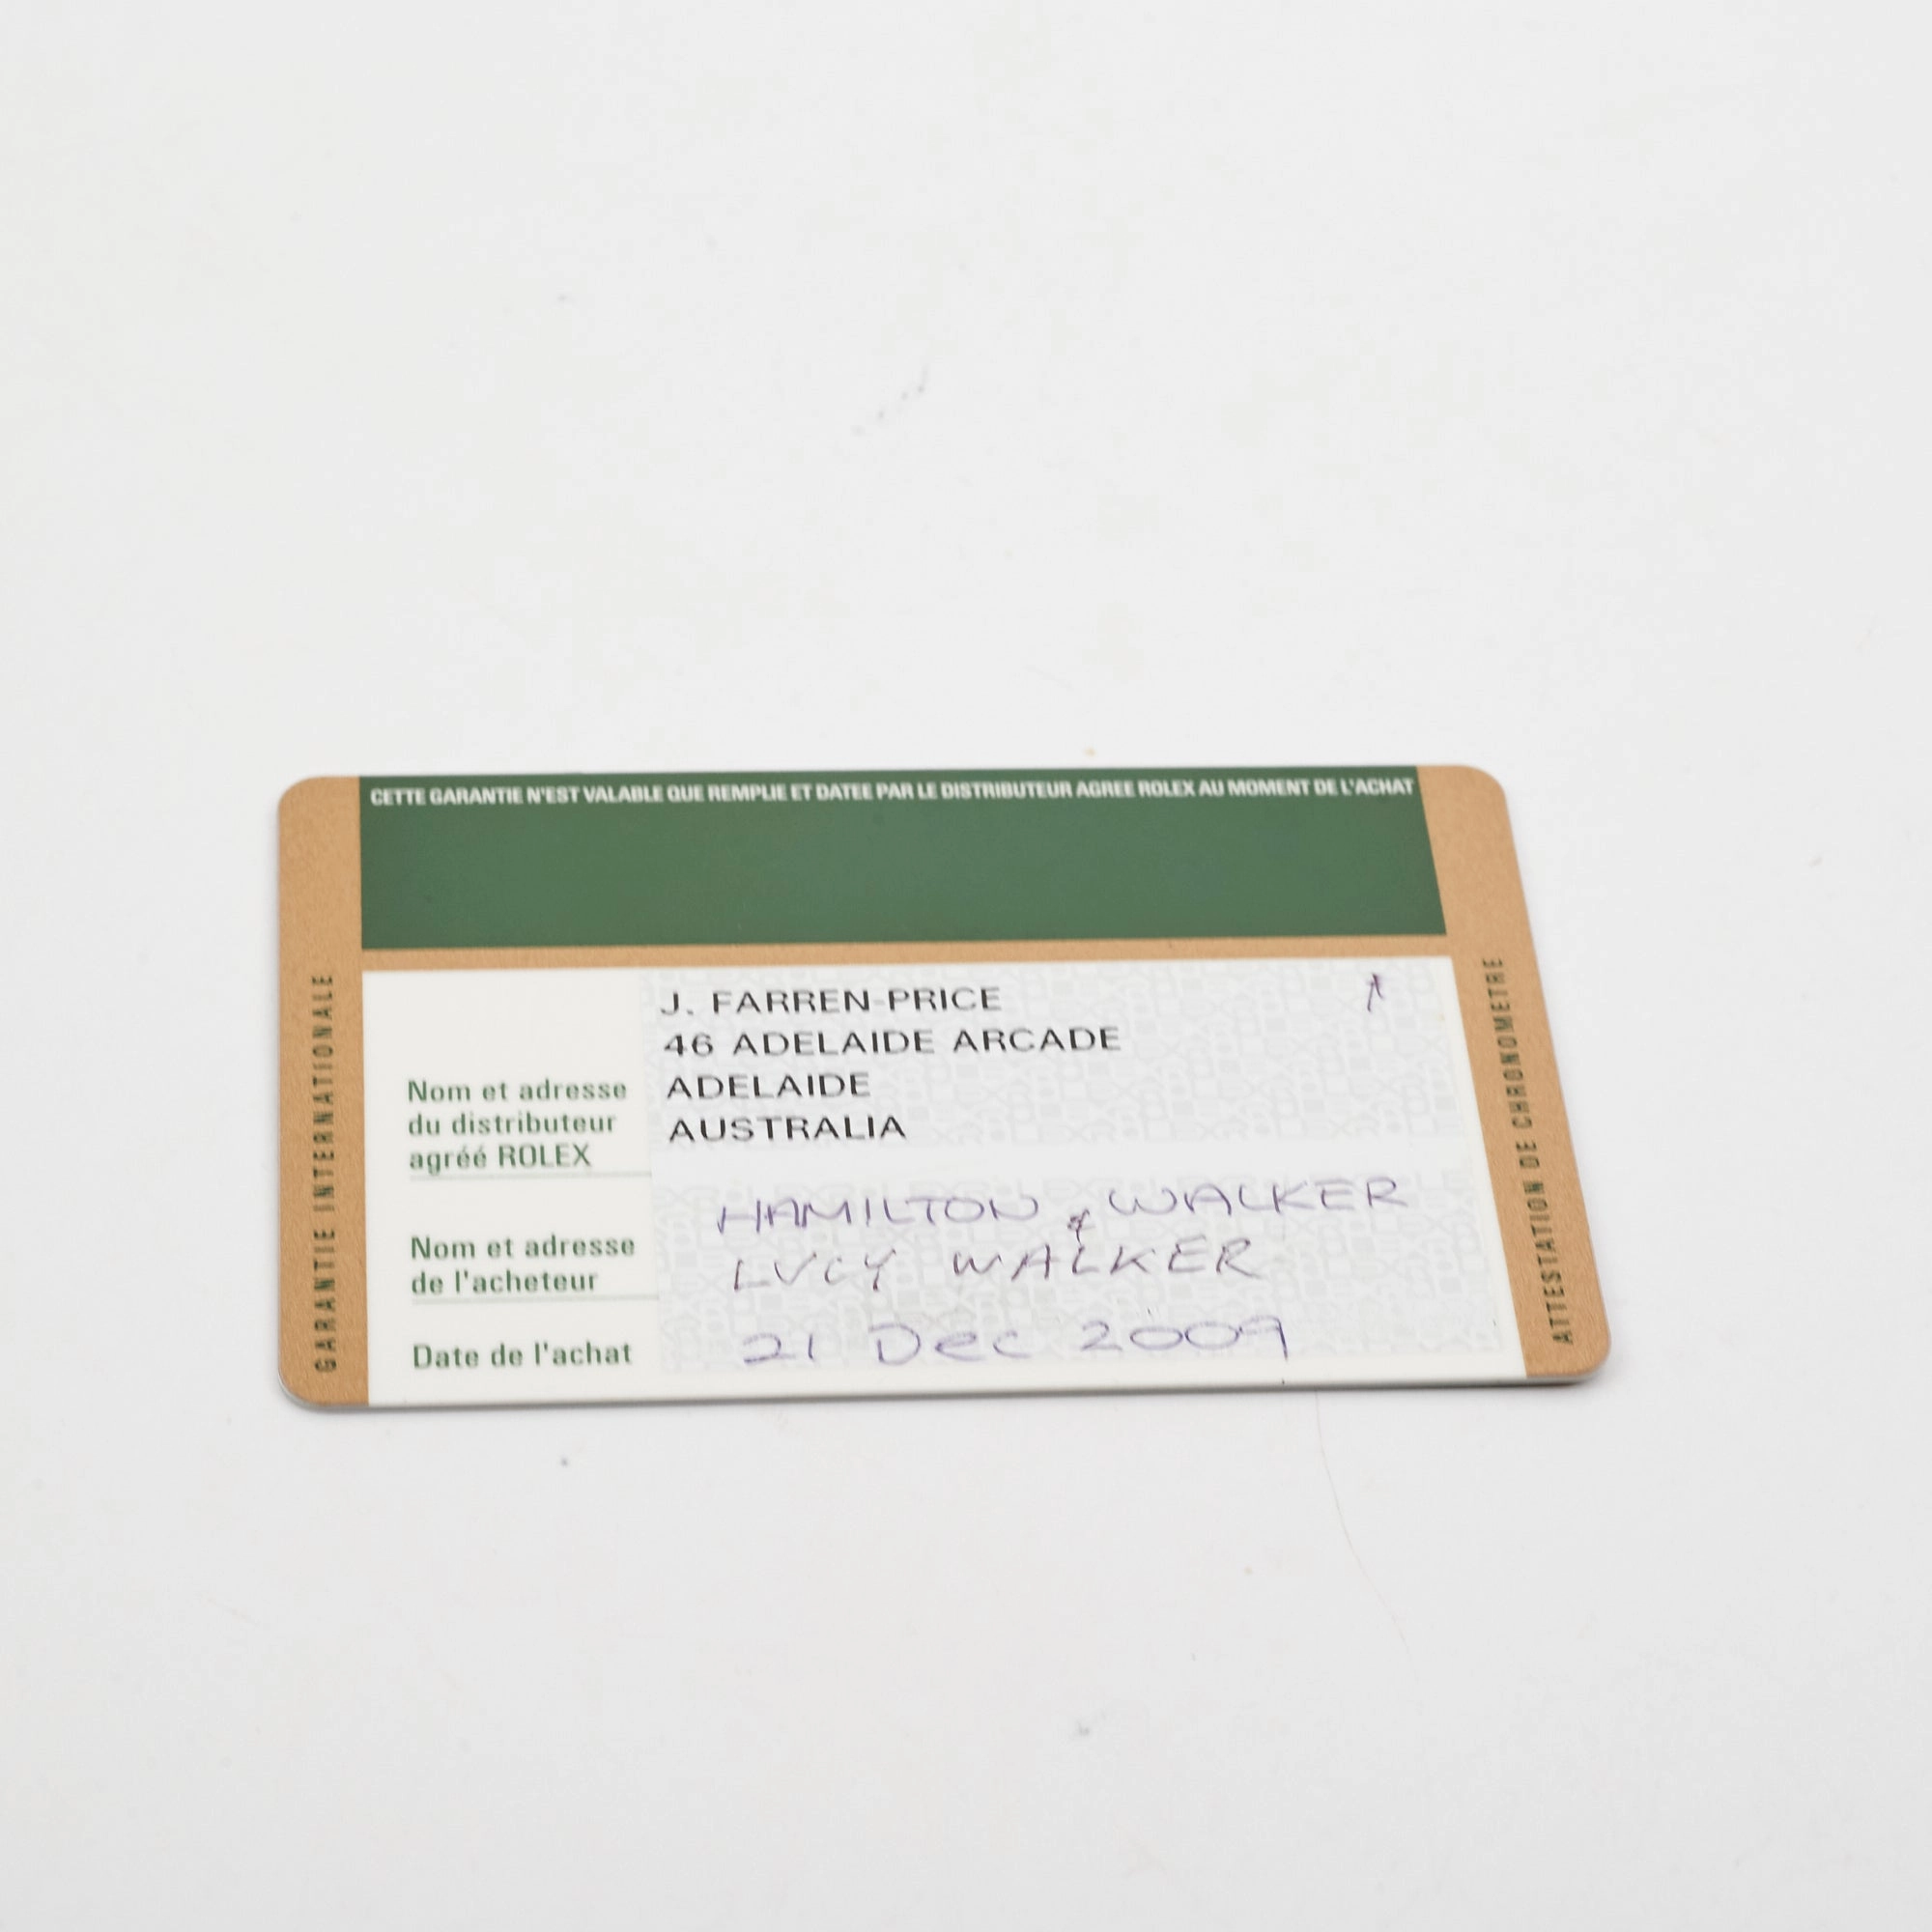 CETTE GARANTIE N'EST VALABLE QUE REMPLIE ET DATEE PAR LE DISTRIBUTEUR AGREE ROLEX AU MOMENT DE L'ACHAT
GARANTIE INTERNATIONALE
J. FARREN-PRICE
46 ADELAIDE ARCADE
ADELAIDE
AUSTRALIA
Nom et adresse
du distributeur
agréé ROLEX
HAMILTON & WALKER
LUCY WALKER
Nom et adresse
de l'acheteur
21 Dec 2009
Date de l'achat
ATTESTATION DE CHRONOMETRE